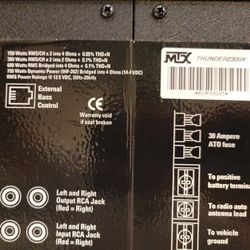 150 Watts RMS/CH x 2 into 4 Ohms < 0.05% THD+N
300 Watts RMS/CH x 2 into 2 Ohms < 0.1% THD+N
600 Watts RMS Bridged into 4 Ohms < 0.1% THD+N
750 Watts Dynamic Power (IHF-202) Bridged into 4 Ohms (14.4 VDC)
RMS Power Ratings @ 12.5 VDC, 20Hz-20kHz
External
Bass
Control
Warranty void
if seal broken
Left and Right
Output RCA Jack
(Red = Right)
Left and Right
Input RCA Jack
(Red = Right)
MTX
THUNDER2300X
30 Ampere
ATO fuse
To positive
battery termin
To radio auto
antenna lead
To vehicle
ground